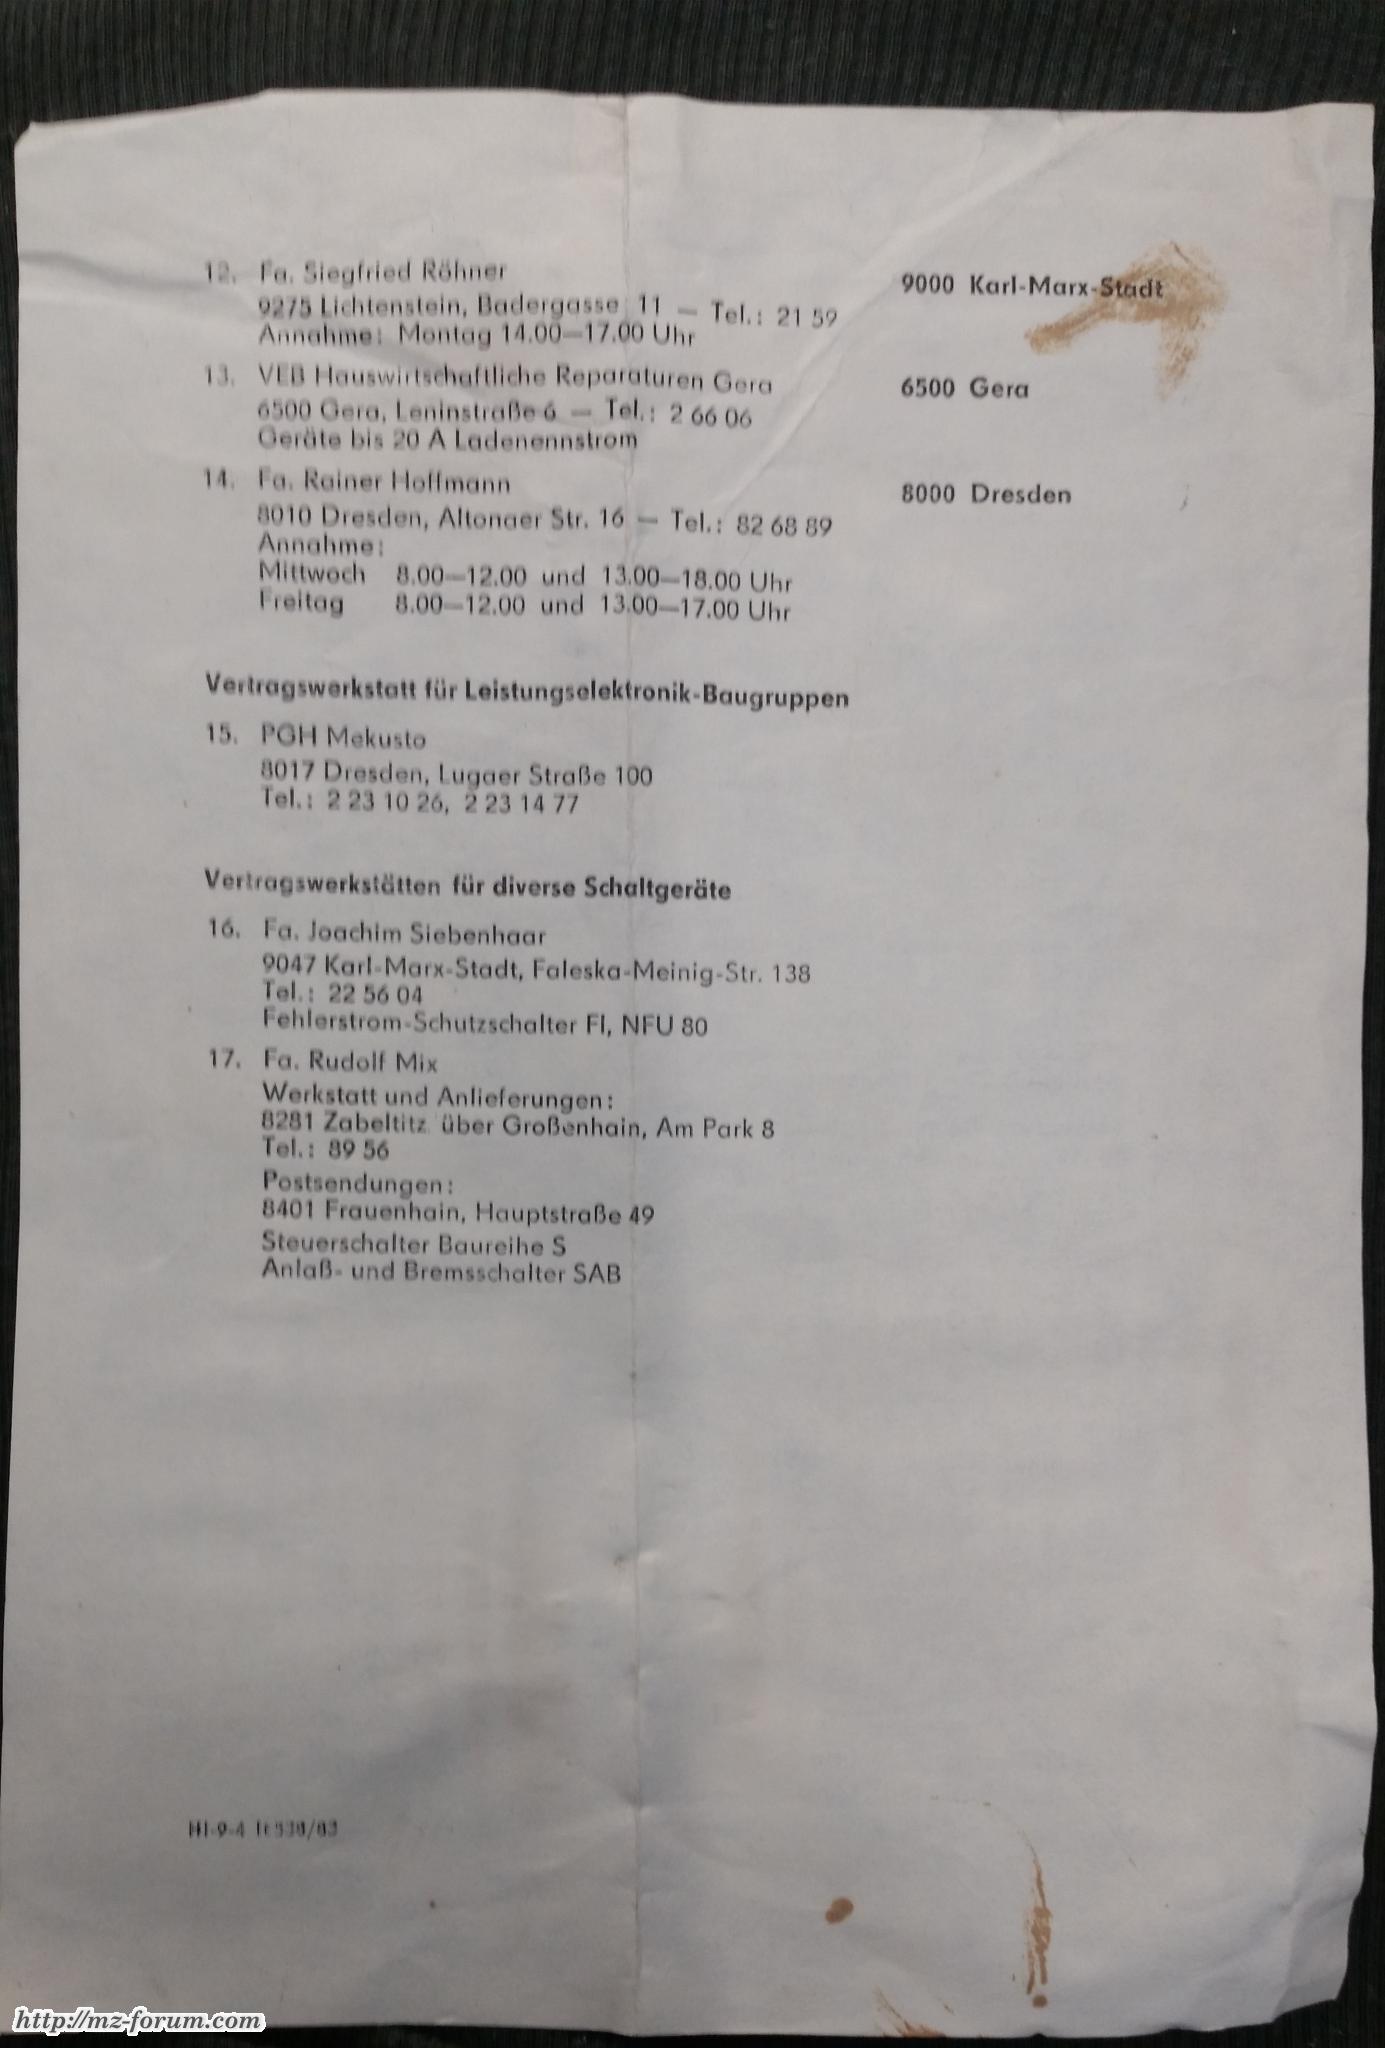 12. Fa. Siegfried Röhner 9000 Karl-Marx-Stadt
9275 Lichtenstein, Badergasse 11 — Tel.: 21 59
Annahme: Montag 14.00—17.00 Uhr
13. VEB Hauswirtschaftliche Reparaturen Gera 6500 Gera
6500 Gera, Leninstraße 6 — Tel.: 2 66 06
Geräte bis 20 A Ladenennstrom
14. Fa. Rainer Hoffmann 8000 Dresden
8010 Dresden, Altonaer Str. 16 — Tel.: 82 68 89
Annahme:
Mittwoch 8.00—12.00 und 13.00—18.00 Uhr
Freitag 8.00—12.00 und 13.00—17.00 Uhr
Vertragswerkstatt für Leistungselektronik-Baugruppen
15. PGH Mekusto
8017 Dresden, Lugaer Straße 100
Tel.: 2 23 10 26, 2 23 14 77
Vertragswerkstätten für diverse Schaltgeräte
16. Fa. Joachim Siebenhaar
9047 Karl-Marx-Stadt, Faleska-Meinig-Str. 138
Tel.: 22 56 04
Fehlerstrom-Schutzschalter FI, NFU 80
17. Fa. Rudolf Mix
Werkstatt und Anlieferungen:
8281 Zabeltitz über Großenhain, Am Park 8
Tel.: 89 56
Postsendungen:
8401 Frauenhain, Hauptstraße 49
Steuerschalter Baureihe S
Anlaß- und Bremsschalter SAB
http://mz-forum.com